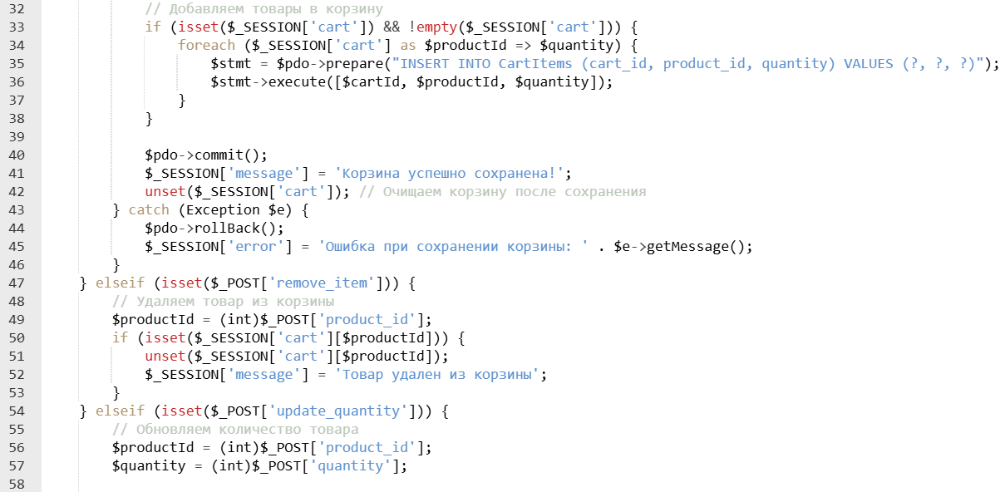 32 // Добавляем товары в корзину
33 if (isset($_SESSION['cart']) && !empty($_SESSION['cart'])) {
34 foreach ($_SESSION['cart'] as $productId => $quantity) {
35 $stmt = $pdo->prepare("INSERT INTO CartItems (cart_id, product_id, quantity) VALUES (?, ?, ?)");
36 $stmt->execute([$cartId, $productId, $quantity]);
37 }
38 }
39
40 $pdo->commit();
41 $_SESSION['message'] = 'Корзина успешно сохранена!';
42 unset($_SESSION['cart']); // Очищаем корзину после сохранения
43 } catch (Exception $e) {
44 $pdo->rollBack();
45 $_SESSION['error'] = 'Ошибка при сохранении корзины: ' . $e->getMessage();
46 }
47 } elseif (isset($_POST['remove_item'])) {
48 // Удаляем товар из корзины
49 $productId = (int)$_POST['product_id'];
50 if (isset($_SESSION['cart'][$productId])) {
51 unset($_SESSION['cart'][$productId]);
52 $_SESSION['message'] = 'Товар удален из корзины';
53 }
54 } elseif (isset($_POST['update_quantity'])) {
55 // Обновляем количество товара
56 $productId = (int)$_POST['product_id'];
57 $quantity = (int)$_POST['quantity'];
58